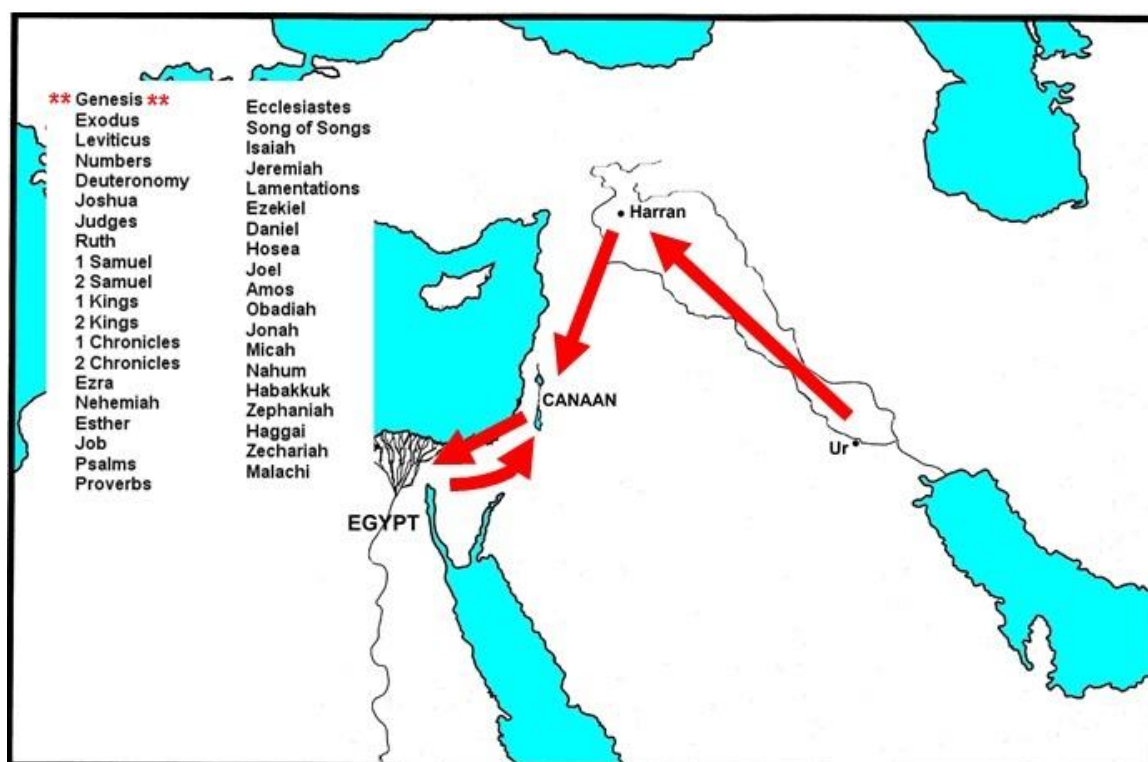 ** Genesis **
Exodus
Leviticus
Numbers
Deuteronomy
Joshua
Judges
Ruth
1 Samuel
2 Samuel
1 Kings
2 Kings
1 Chronicles
2 Chronicles
Ezra
Nehemiah
Esther
Job
Psalms
Proverbs
Ecclesiastes
Song of Songs
Isaiah
Jeremiah
Lamentations
Ezekiel
Daniel
Hosea
Joel
Amos
Obadiah
Jonah
Micah
Nahum
Habakkuk
Zephaniah
Haggai
Zechariah
Malachi
Harran
CANAAN
Ur
EGYPT